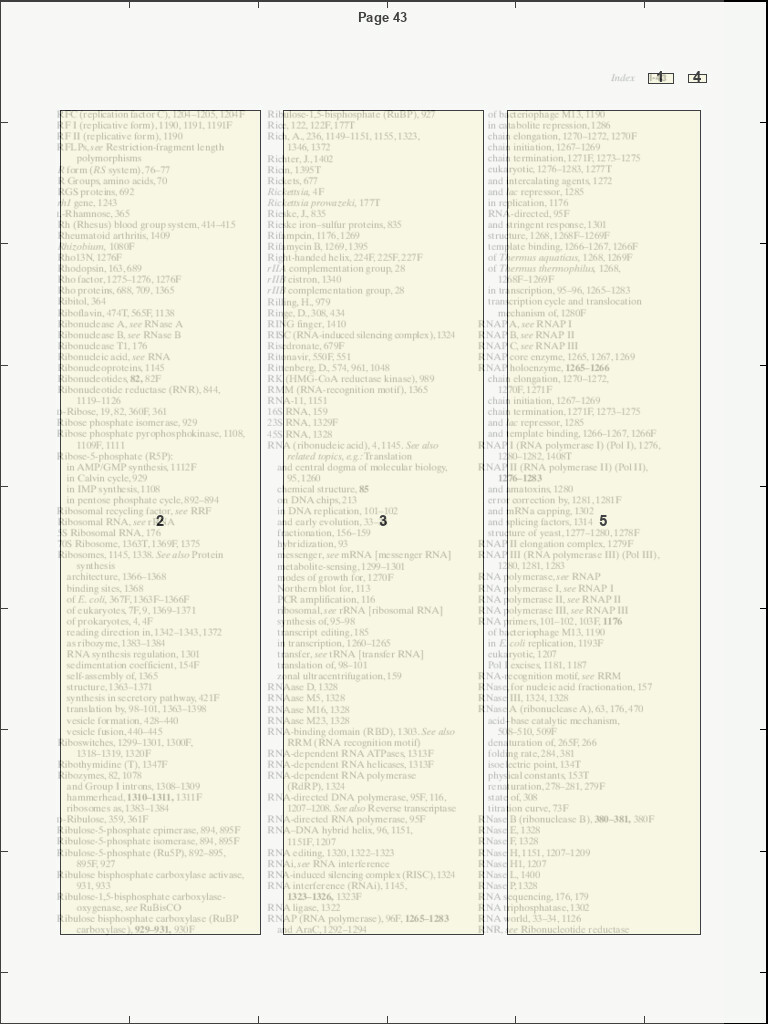 Page 43
Index 1 4
RFC (replication factor C), 1204–1205, 1204F
RF I (replicative form), 1190, 1191, 1191F
RF II (replicative form), 1190
RFLPs, see Restriction-fragment length
polymorphisms
R form (RS system), 76–77
R Groups, amino acids, 70
RGS proteins, 692
rh1 gene, 1243
L-Rhamnose, 365
Rh (Rhesus) blood group system, 414–415
Rheumatoid arthritis, 1409
Rhizobium, 1080F
Rho13N, 1276F
Rhodopsin, 163, 689
Rho factor, 1275–1276, 1276F
Rho proteins, 688, 709, 1365
Ribitol, 364
Riboflavin, 474T, 565F, 1138
Ribonuclease A, see RNase A
Ribonuclease B, see RNase B
Ribonuclease T1, 176
Ribonucleic acid, see RNA
Ribonucleoproteins, 1145
Ribonucleotides, 82, 82F
Ribonucleotide reductase (RNR), 844,
1119–1126
D-Ribose, 19, 82, 360F, 361
Ribose phosphate isomerase, 929
Ribose phosphate pyrophosphokinase, 1108,
1109F, 1111
Ribose-5-phosphate (R5P):
in AMP/GMP synthesis, 1112F
in Calvin cycle, 929
in IMP synthesis, 1108
in pentose phosphate cycle, 892–894
Ribosomal recycling factor, see RRF
Ribosomal RNA, see rRNA
5S Ribosomal RNA, 176
70S Ribosome, 1363T, 1369F, 1375
Ribosomes, 1145, 1338. See also Protein
synthesis
architecture, 1366–1368
binding sites, 1368
of E. coli, 367F, 1363F–1366F
of eukaryotes, 7F, 9, 1369–1371
of prokaryotes, 4, 4F
reading direction in, 1342–1343, 1372
as ribozyme, 1383–1384
RNA synthesis regulation, 1301
sedimentation coefficient, 154F
self-assembly of, 1365
structure, 1363–1371
synthesis in secretory pathway, 421F
translation by, 98–101, 1363–1398
vesicle formation, 428–440
vesicle fusion, 440–445
Riboswitches, 1299–1301, 1300F,
1318–1319, 1320F
Ribothymidine (T), 1347F
Ribozymes, 82, 1078
and Group I introns, 1308–1309
hammerhead, 1310–1311, 1311F
ribosomes as, 1383–1384
D-Ribulose, 359, 361F
Ribulose-5-phosphate epimerase, 894, 895F
Ribulose-5-phosphate isomerase, 894, 895F
Ribulose-5-phosphate (Ru5P), 892–895,
895F, 927
Ribulose bisphosphate carboxylase activase,
931, 933
Ribulose-1,5-bisphosphate carboxylase-
oxygenase, see RuBisCO
Ribulose bisphosphate carboxylase (RuBP
carboxylase), 929–931, 930F
2
Ribulose-1,5-bisphosphate (RuBP), 927
Rice, 122, 122F, 177T
Rich, A., 236, 1149–1151, 1155, 1323,
1346, 1372
Richter, J., 1402
Ricin, 1395T
Rickets, 677
Rickettsia, 4F
Rickettsia prowazeki, 177T
Rieske, J., 835
Rieske iron–sulfur proteins, 835
Rifampcin, 1176, 1269
Rifamycin B, 1269, 1395
Right-handed helix, 224F, 225F, 227F
rIIA complementation group, 28
rIIB cistron, 1340
rIIB complementation group, 28
Rilling, H., 979
Ringe, D., 308, 434
RING finger, 1410
RISC (RNA-induced silencing complex), 1324
Risedronate, 679F
Ritonavir, 550F, 551
Rittenberg, D., 574, 961, 1048
RK (HMG-CoA reductase kinase), 989
RMM (RNA-recognition motif), 1365
RNA-11, 1151
16S RNA, 159
23S RNA, 1329F
45S RNA, 1328
RNA (ribonucleic acid), 4, 1145. See also
related topics, e.g.: Translation
and central dogma of molecular biology,
95, 1260
chemical structure, 85
on DNA chips, 213
in DNA replication, 101–102
and early evolution, 33–
fractionation, 156–159
hybridization, 93
messenger, see mRNA [messenger RNA]
metabolite-sensing, 1299–1301
modes of growth for, 1270F
Northern blot for, 113
PCR amplification, 116
ribosomal, see rRNA [ribosomal RNA]
synthesis of, 95–98
transcript editing, 185
in transcription, 1260–1265
transfer, see tRNA [transfer RNA]
translation of, 98–101
zonal ultracentrifugation, 159
RNAase D, 1328
RNAase M5, 1328
RNAase M16, 1328
RNAase M23, 1328
RNA-binding domain (RBD), 1303. See also
RRM (RNA recognition motif)
RNA-dependent RNA ATPases, 1313F
RNA-dependent RNA helicases, 1313F
RNA-dependent RNA polymerase
(RdRP), 1324
RNA-directed DNA polymerase, 95F, 116,
1207–1208. See also Reverse transcriptase
RNA-directed RNA polymerase, 95F
RNA–DNA hybrid helix, 96, 1151,
1151F, 1207
RNA editing, 1320, 1322–1323
RNAi, see RNA interference
RNA-induced silencing complex (RISC), 1324
RNA interference (RNAi), 1145,
1323–1326, 1323F
RNA ligase, 1322
RNAP (RNA polymerase), 96F, 1265–1283
and AraC, 1292–1294
3
of bacteriophage M13, 1190
in catabolite repression, 1286
chain elongation, 1270–1272, 1270F
chain initiation, 1267–1269
chain termination, 1271F, 1273–1275
eukaryotic, 1276–1283, 1277T
and intercalating agents, 1272
and lac repressor, 1285
in replication, 1176
RNA-directed, 95F
and stringent response, 1301
structure, 1268, 1268F–1269F
template binding, 1266–1267, 1266F
of Thermus aquaticus, 1268, 1269F
of Thermus thermophilus, 1268,
1268F–1269F
in transcription, 95–96, 1265–1283
transcription cycle and translocation
mechanism of, 1280F
RNAP A, see RNAP I
RNAP B, see RNAP II
RNAP C, see RNAP III
RNAP core enzyme, 1265, 1267, 1269
RNAP holoenzyme, 1265–1266
chain elongation, 1270–1272,
1270F, 1271F
chain initiation, 1267–1269
chain termination, 1271F, 1273–1275
and lac repressor, 1285
and template binding, 1266–1267, 1266F
RNAP I (RNA polymerase I) (Pol I), 1276,
1280–1282, 1408T
RNAP II (RNA polymerase II) (Pol II),
1276–1283
and amatoxins, 1280
error correction by, 1281, 1281F
and mRNA capping, 1302
and splicing factors, 1314
structure of yeast, 1277–1280, 1278F
RNAP II elongation complex, 1279F
RNAP III (RNA polymerase III) (Pol III),
1280, 1281, 1283
RNA polymerase, see RNAP
RNA polymerase I, see RNAP I
RNA polymerase II, see RNAP II
RNA polymerase III, see RNAP III
RNA primers, 101–102, 103F, 1176
of bacteriophage M13, 1190
in E. coli replication, 1193F
eukaryotic, 1207
Pol I excises, 1181, 1187
RNA-recognition motif, see RRM
RNase, for nucleic acid fractionation, 157
RNase III, 1324, 1328
RNase A (ribonuclease A), 63, 176, 470
acid–base catalytic mechanism,
508–510, 509F
denaturation of, 265F, 266
folding rate, 284, 386
isoelectric point, 134T
physical constants, 153T
renaturation, 278–281, 279F
state of, 308
titration curve, 73F
RNase B (ribonuclease B), 380–381, 380F
RNase E, 1328
RNase F, 1328
RNase H, 1151, 1207–1209
RNase H1, 1207
RNase L, 1400
RNase P, 1328
RNA sequencing, 176, 179
RNA triphosphatase, 1302
RNA world, 33–34, 1126
RNR, see Ribonucleotide reductase
5